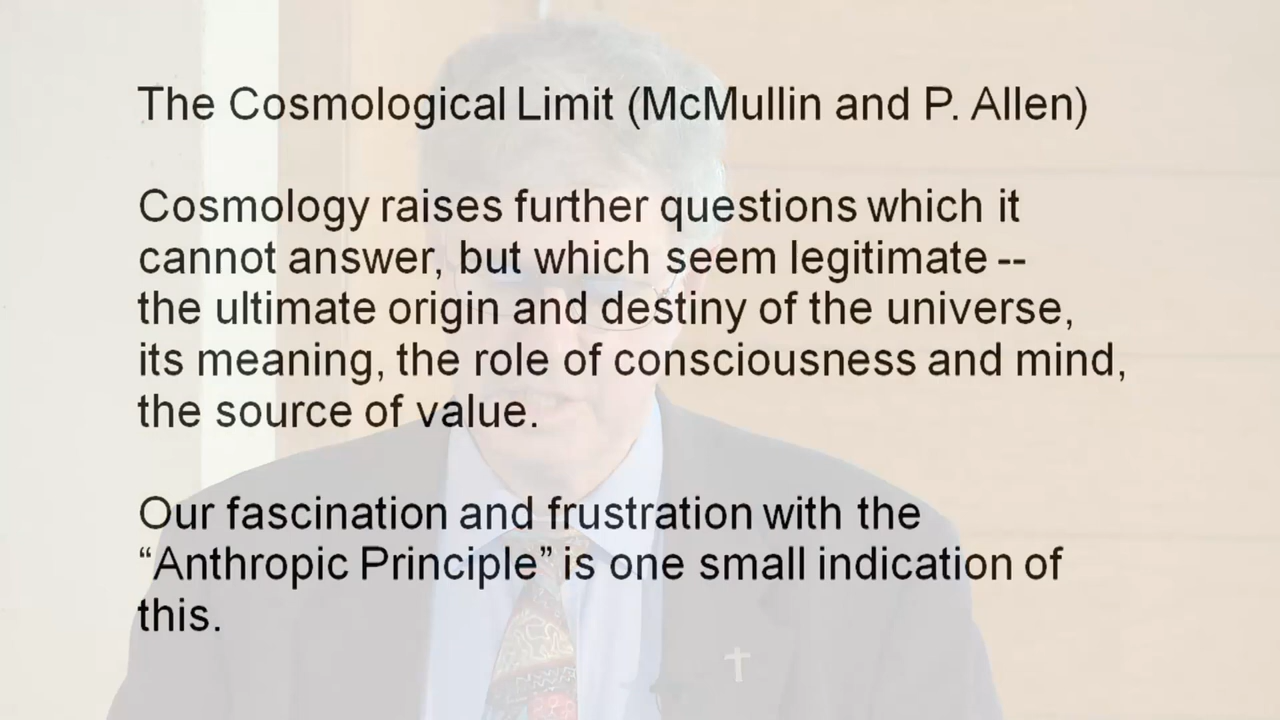 The Cosmological Limit (McMullin and P. Allen)
Cosmology raises further questions which it
cannot answer, but which seem legitimate --
the ultimate origin and destiny of the universe,
its meaning, the role of consciousness and mind,
the source of value.
Our fascination and frustration with the
“Anthropic Principle” is one small indication of
this.